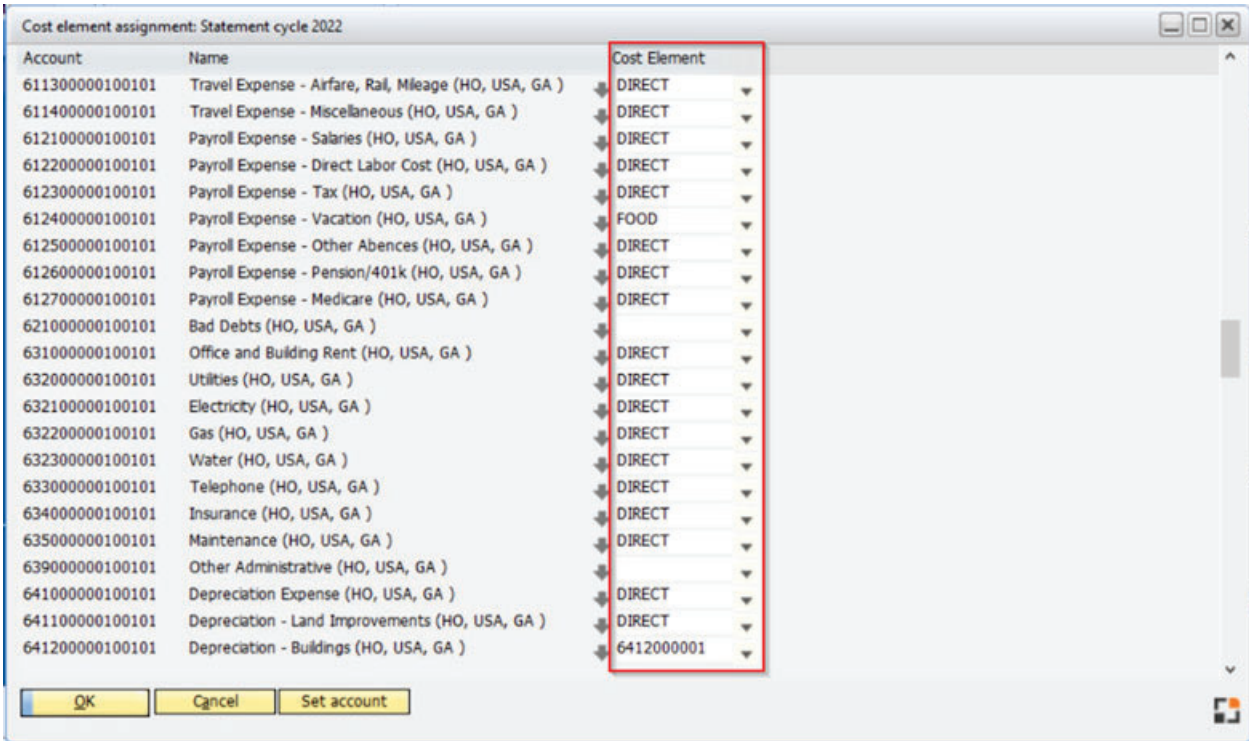 Cost element assignment: Statement cycle 2022
Account Name Cost Element
611300000100101 Travel Expense - Airfare, Rail, Mileage (HO, USA, GA ) DIRECT
611400000100101 Travel Expense - Miscellaneous (HO, USA, GA ) DIRECT
612100000100101 Payroll Expense - Salaries (HO, USA, GA ) DIRECT
612200000100101 Payroll Expense - Direct Labor Cost (HO, USA, GA ) DIRECT
612300000100101 Payroll Expense - Tax (HO, USA, GA ) DIRECT
612400000100101 Payroll Expense - Vacation (HO, USA, GA ) FOOD
612500000100101 Payroll Expense - Other Abences (HO, USA, GA ) DIRECT
612600000100101 Payroll Expense - Pension/401k (HO, USA, GA ) DIRECT
612700000100101 Payroll Expense - Medicare (HO, USA, GA ) DIRECT
621000000100101 Bad Debts (HO, USA, GA )
631000000100101 Office and Building Rent (HO, USA, GA ) DIRECT
632000000100101 Utilities (HO, USA, GA ) DIRECT
632100000100101 Electricity (HO, USA, GA ) DIRECT
632200000100101 Gas (HO, USA, GA ) DIRECT
632300000100101 Water (HO, USA, GA ) DIRECT
633000000100101 Telephone (HO, USA, GA ) DIRECT
634000000100101 Insurance (HO, USA, GA ) DIRECT
635000000100101 Maintenance (HO, USA, GA ) DIRECT
639000000100101 Other Administrative (HO, USA, GA )
641000000100101 Depreciation Expense (HO, USA, GA ) DIRECT
641100000100101 Depreciation - Land Improvements (HO, USA, GA ) DIRECT
641200000100101 Depreciation - Buildings (HO, USA, GA ) 6412000001
OK Cancel Set account